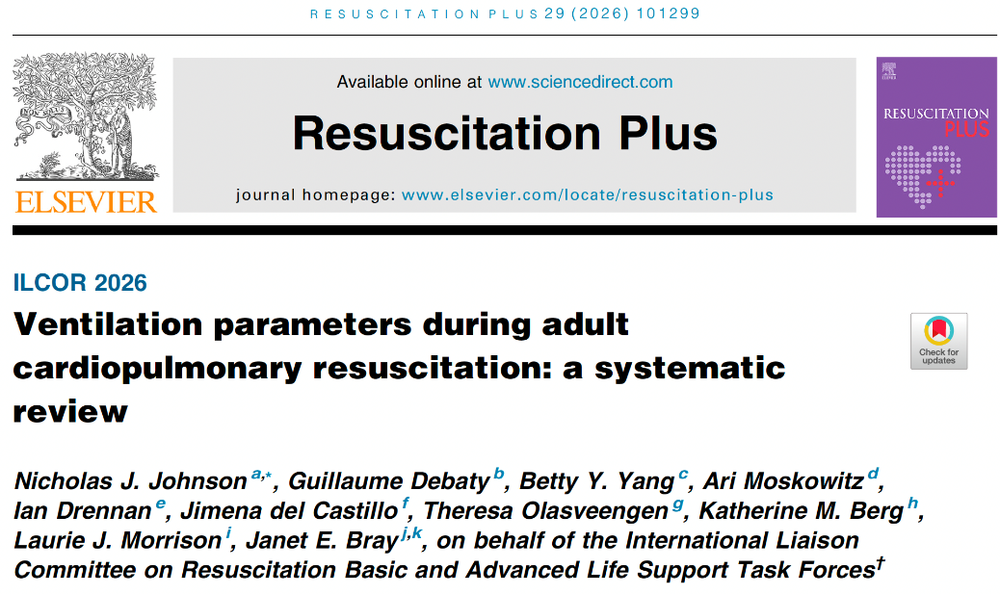 RESUSCITATION PLUS 29 (2026) 101299
Available online at www.sciencedirect.com
Resuscitation Plus
journal homepage: www.elsevier.com/locate/resuscitation-plus
ELSEVIER
ELSEVIER
RESUSCITATION
PLUS
ILCOR 2026
Ventilation parameters during adult
cardiopulmonary resuscitation: a systematic
review
Check for
updates
Nicholas J. Johnson a,*, Guillaume Debaty b, Betty Y. Yang c, Ari Moskowitz d,
Ian Drennan e, Jimena del Castillo f, Theresa Olasveengen g, Katherine M. Berg h,
Laurie J. Morrison i, Janet E. Bray j,k, on behalf of the International Liaison
Committee on Resuscitation Basic and Advanced Life Support Task Forces†